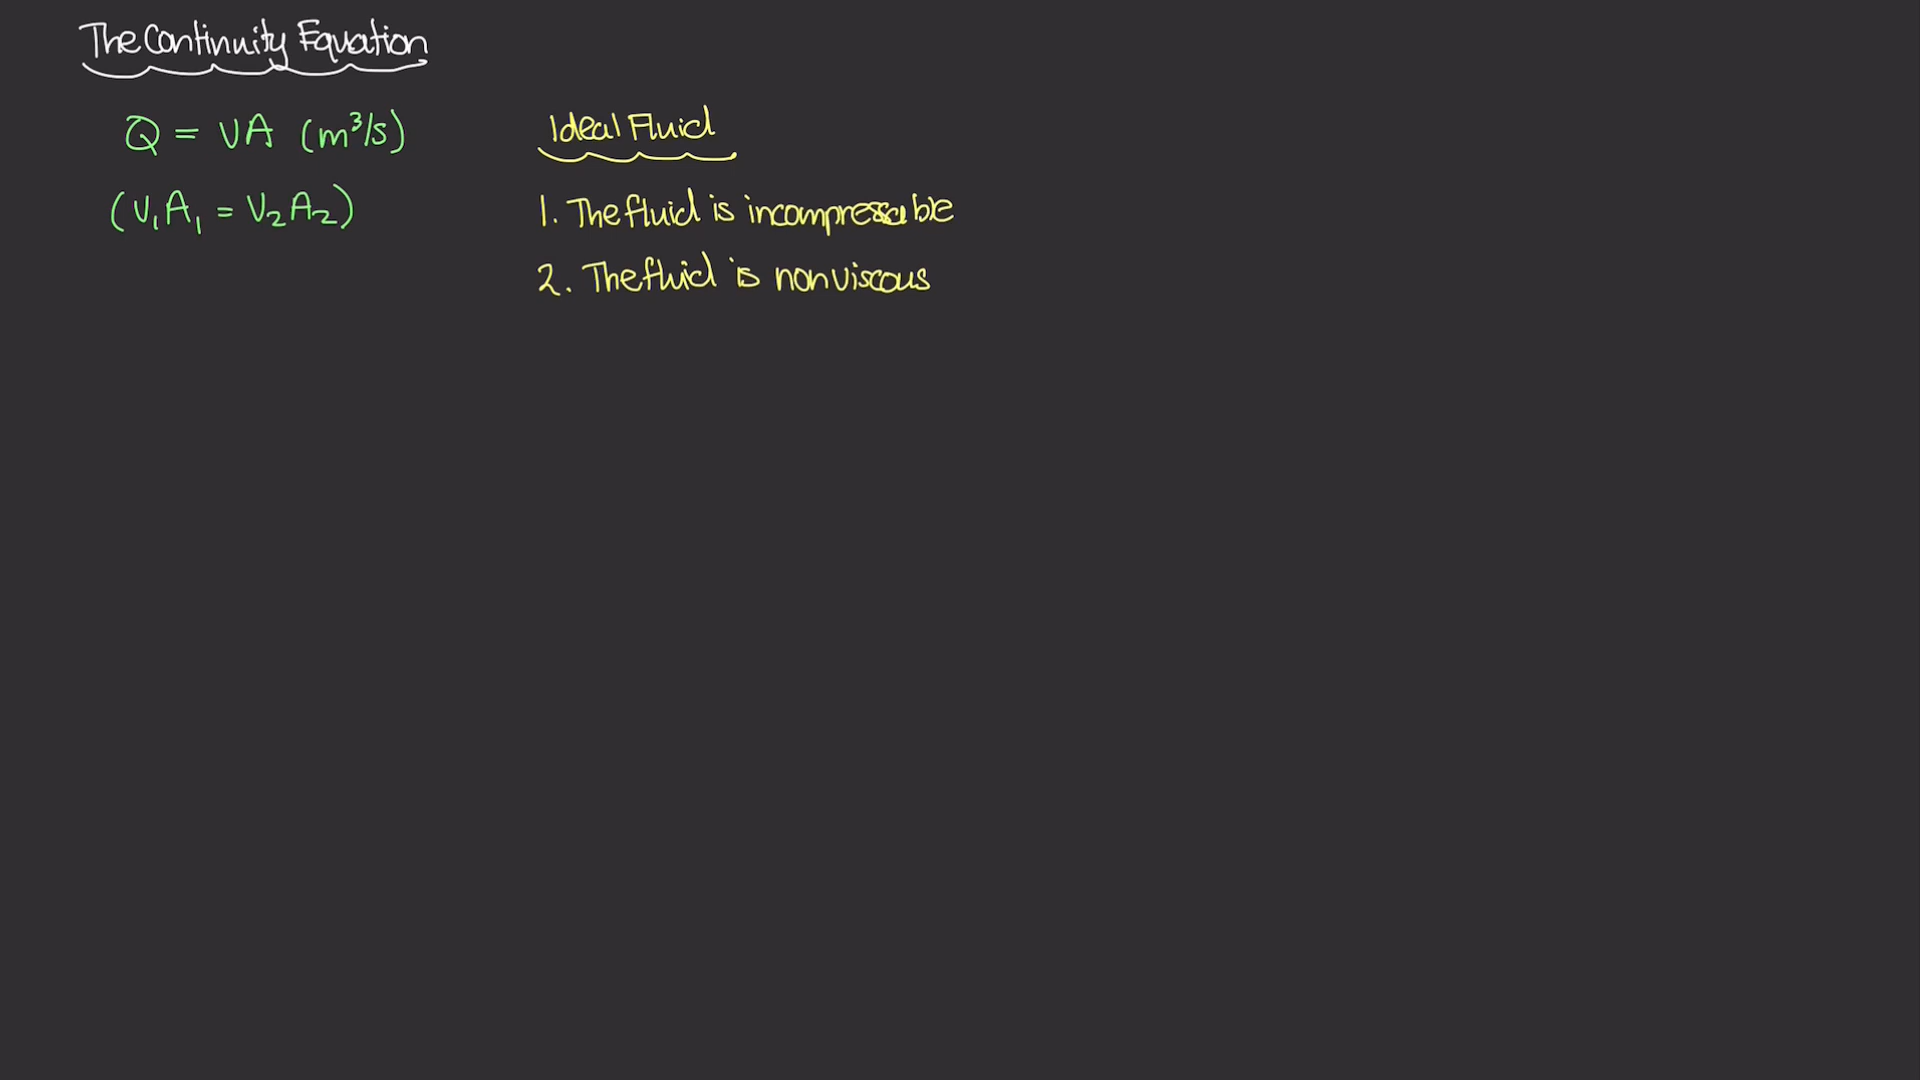 The Continuity Equation
Q = VA (m³/s)
(V₁A₁ = V₂A₂)
Ideal Fluid
1. The fluid is incompressable
2. The fluid is nonviscous